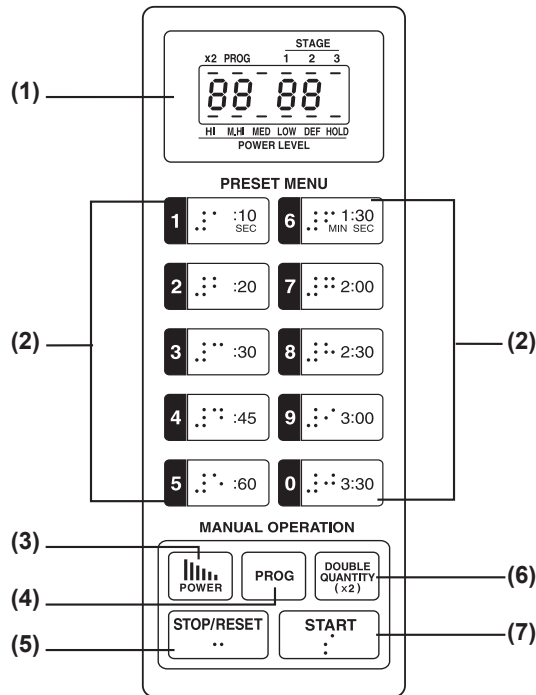 STAGE
x2 PROG 1 2 3
(1)
88 88
HI M.HI MED LOW DEF HOLD
POWER LEVEL
PRESET MENU
1 ⠼⠁ :10 SEC
6 ⠼⠋ 1:30 MIN SEC
2 ⠼⠃ :20
7 ⠼⠛ 2:00
(2)
3 ⠼⠉ :30
8 ⠼⠓ 2:30
(2)
4 ⠼⠙ :45
9 ⠼⠊ 3:00
5 ⠼⠑ :60
0 ⠼⠚ 3:30
MANUAL OPERATION
(3)
POWER
(4)
PROG
DOUBLE
QUANTITY
(x2)
(6)
(5)
STOP/RESET
START
(7)